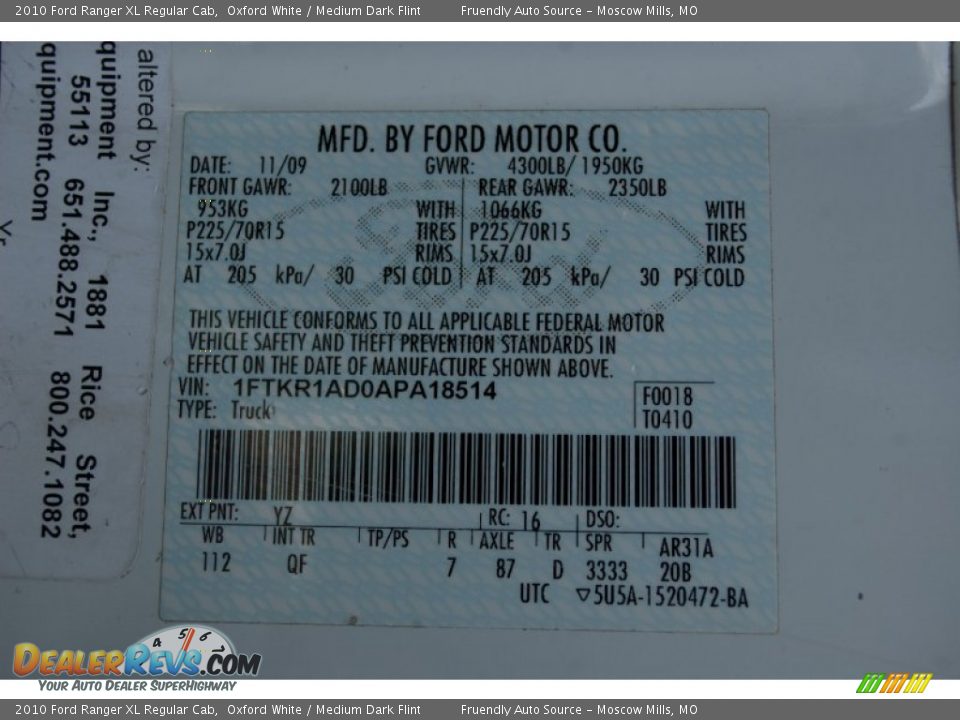 2010 Ford Ranger XL Regular Cab, Oxford White / Medium Dark Flint Fruendly Auto Source - Moscow Mills, MO
altered by:
quipment Inc., 1881 Rice Street,
55113 651.488.2571 800.247.1082
quipment.com
Yr
MFD. BY FORD MOTOR CO.
DATE: 11/09 GVWR: 4300LB/ 1950KG
FRONT GAWR: 2100LB REAR GAWR: 2350LB
953KG WITH 1066KG WITH
P225/70R15 TIRES P225/70R15 TIRES
15x7.0J RIMS 15x7.0J RIMS
AT 205 kPa/ 30 PSI COLD AT 205 kPa/ 30 PSI COLD
THIS VEHICLE CONFORMS TO ALL APPLICABLE FEDERAL MOTOR
VEHICLE SAFETY AND THEFT PREVENTION STANDARDS IN
EFFECT ON THE DATE OF MANUFACTURE SHOWN ABOVE.
VIN: 1FTKR1AD0APA18514
TYPE: Truck
F0018
T0410
EXT PNT: YZ RC: 16 DSO:
WB INT TR TP/PS R AXLE TR SPR AR31A
112 QF 7 87 D 3333 20B
UTC ▽5U5A-1520472-BA
4 5 6
DEALERREVS.COM
YOUR AUTO DEALER SUPERHIGHWAY
2010 Ford Ranger XL Regular Cab, Oxford White / Medium Dark Flint Fruendly Auto Source - Moscow Mills, MO